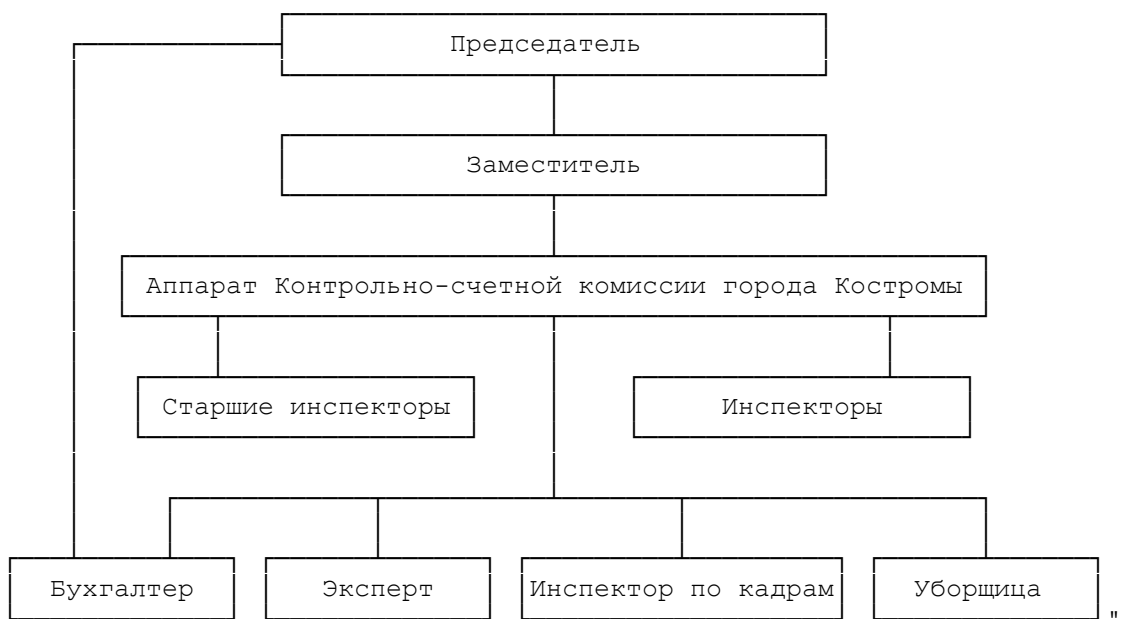 Председатель
Заместитель
Аппарат Контрольно-счетной комиссии города Костромы
Старшие инспекторы Инспекторы
Бухгалтер Эксперт Инспектор по кадрам Уборщица "